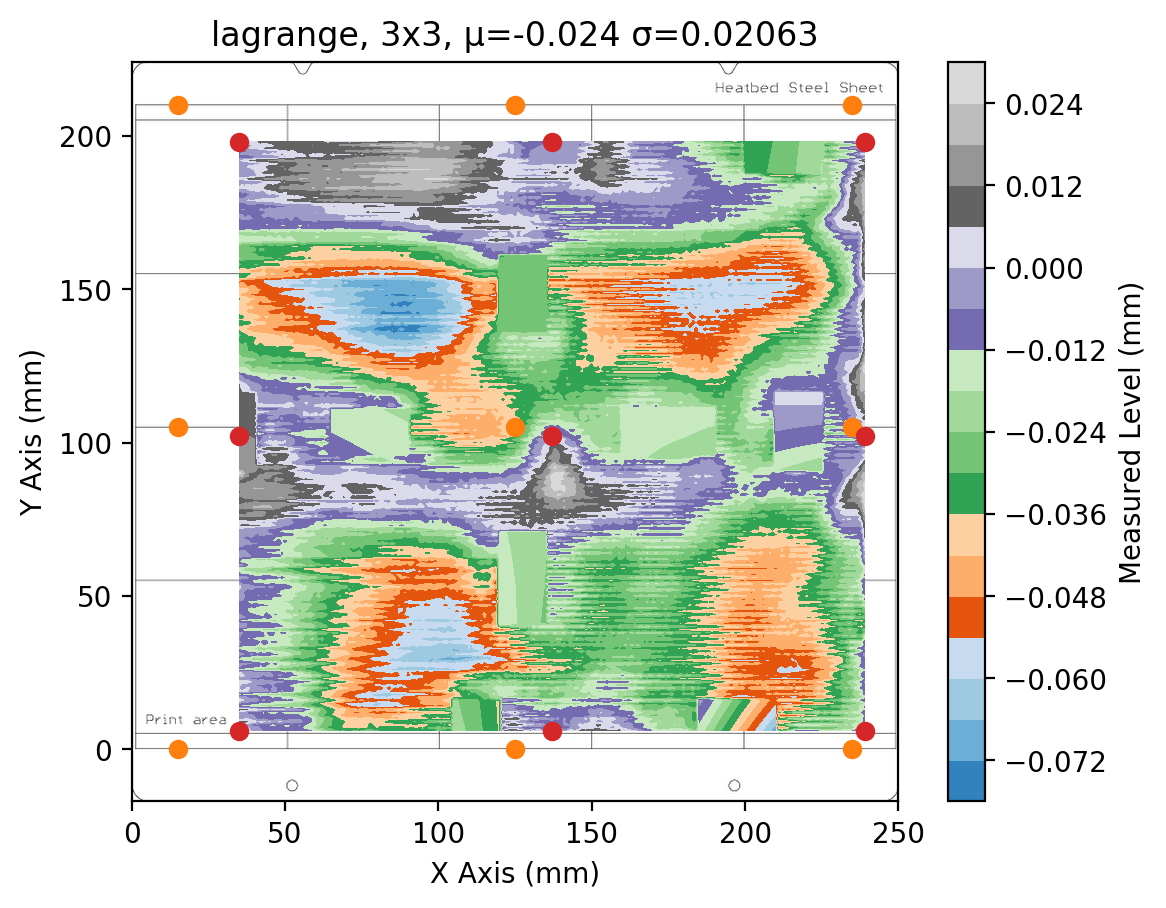 lagrange, 3x3, μ=-0.024 σ=0.02063
Heatbed Steel Sheet
Print area
Y Axis (mm)
200
150
100
50
0
0 50 100 150 200 250
X Axis (mm)
0.024
0.012
0.000
−0.012
−0.024
−0.036
−0.048
−0.060
−0.072
Measured Level (mm)